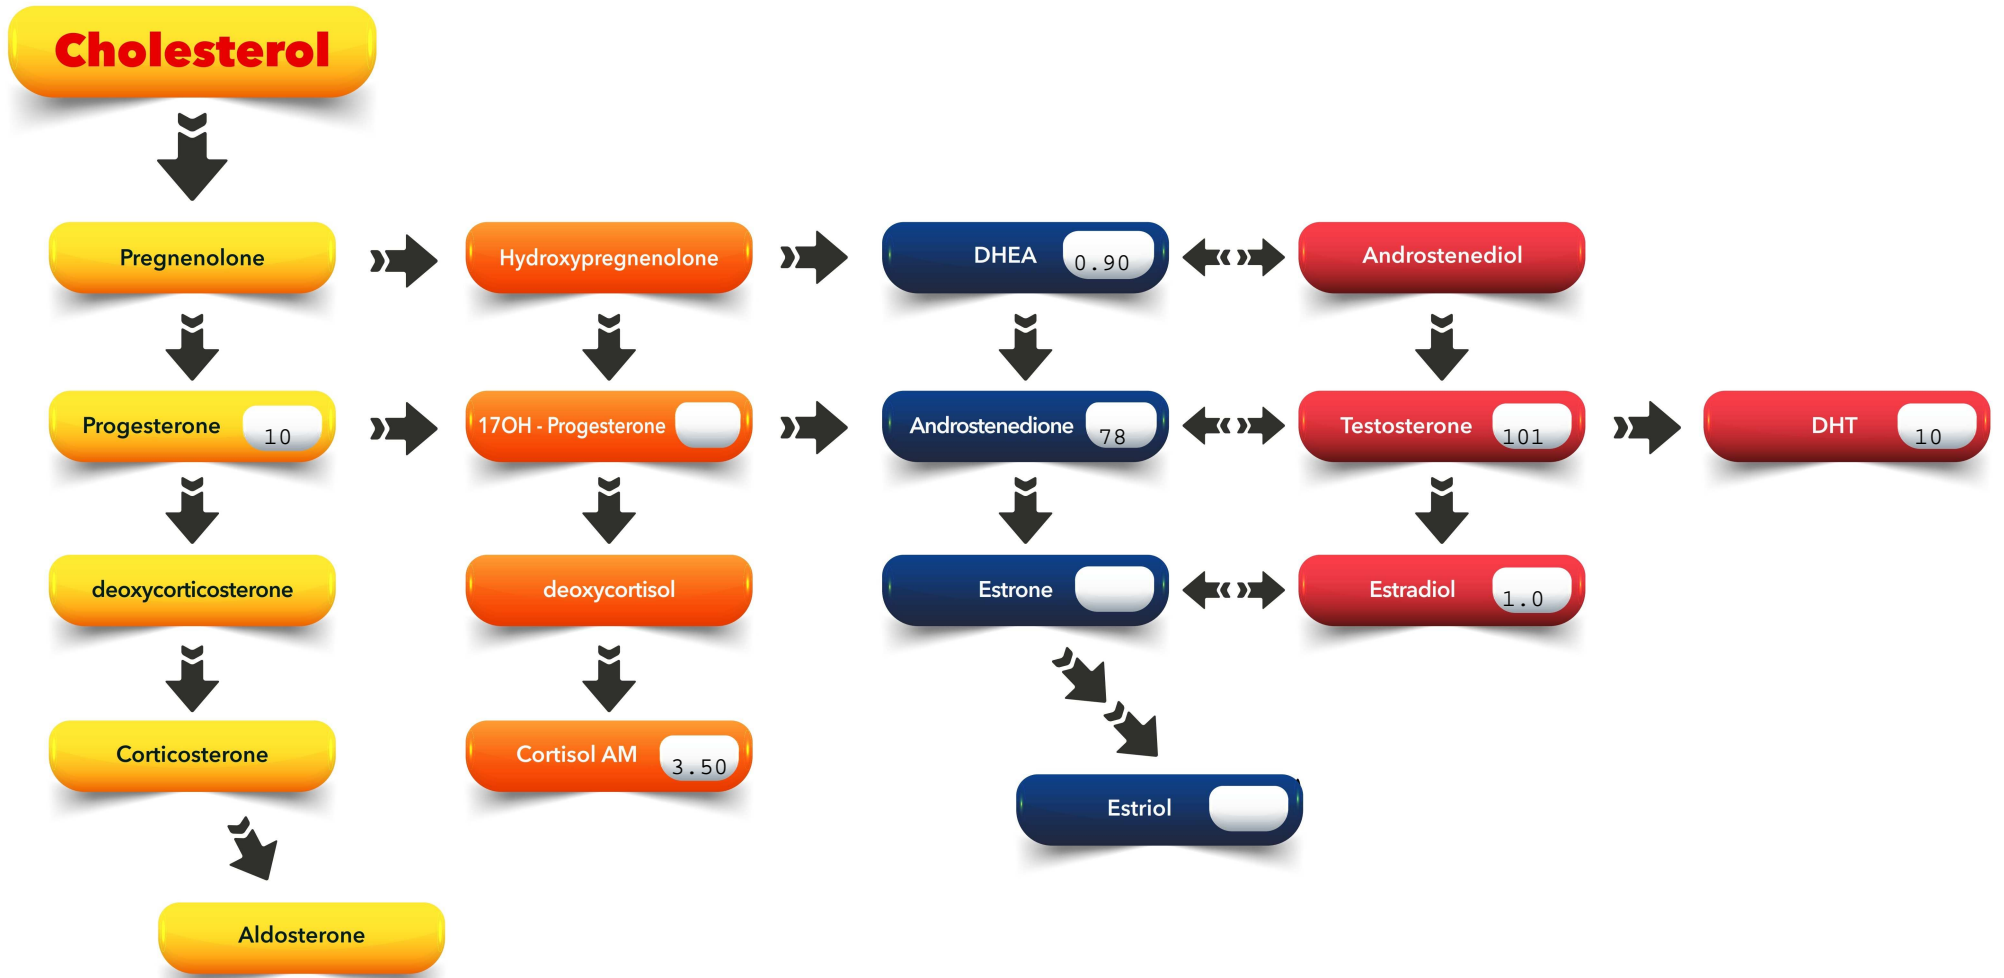 Cholesterol
Pregnenolone
Hydroxypregnenolone
DHEA 0.90
Androstenediol
Progesterone 10
17OH - Progesterone
Androstenedione 78
Testosterone 101
DHT 10
deoxycorticosterone
deoxycortisol
Estrone
Estradiol 1.0
Corticosterone
Cortisol AM 3.50
Estriol
Aldosterone